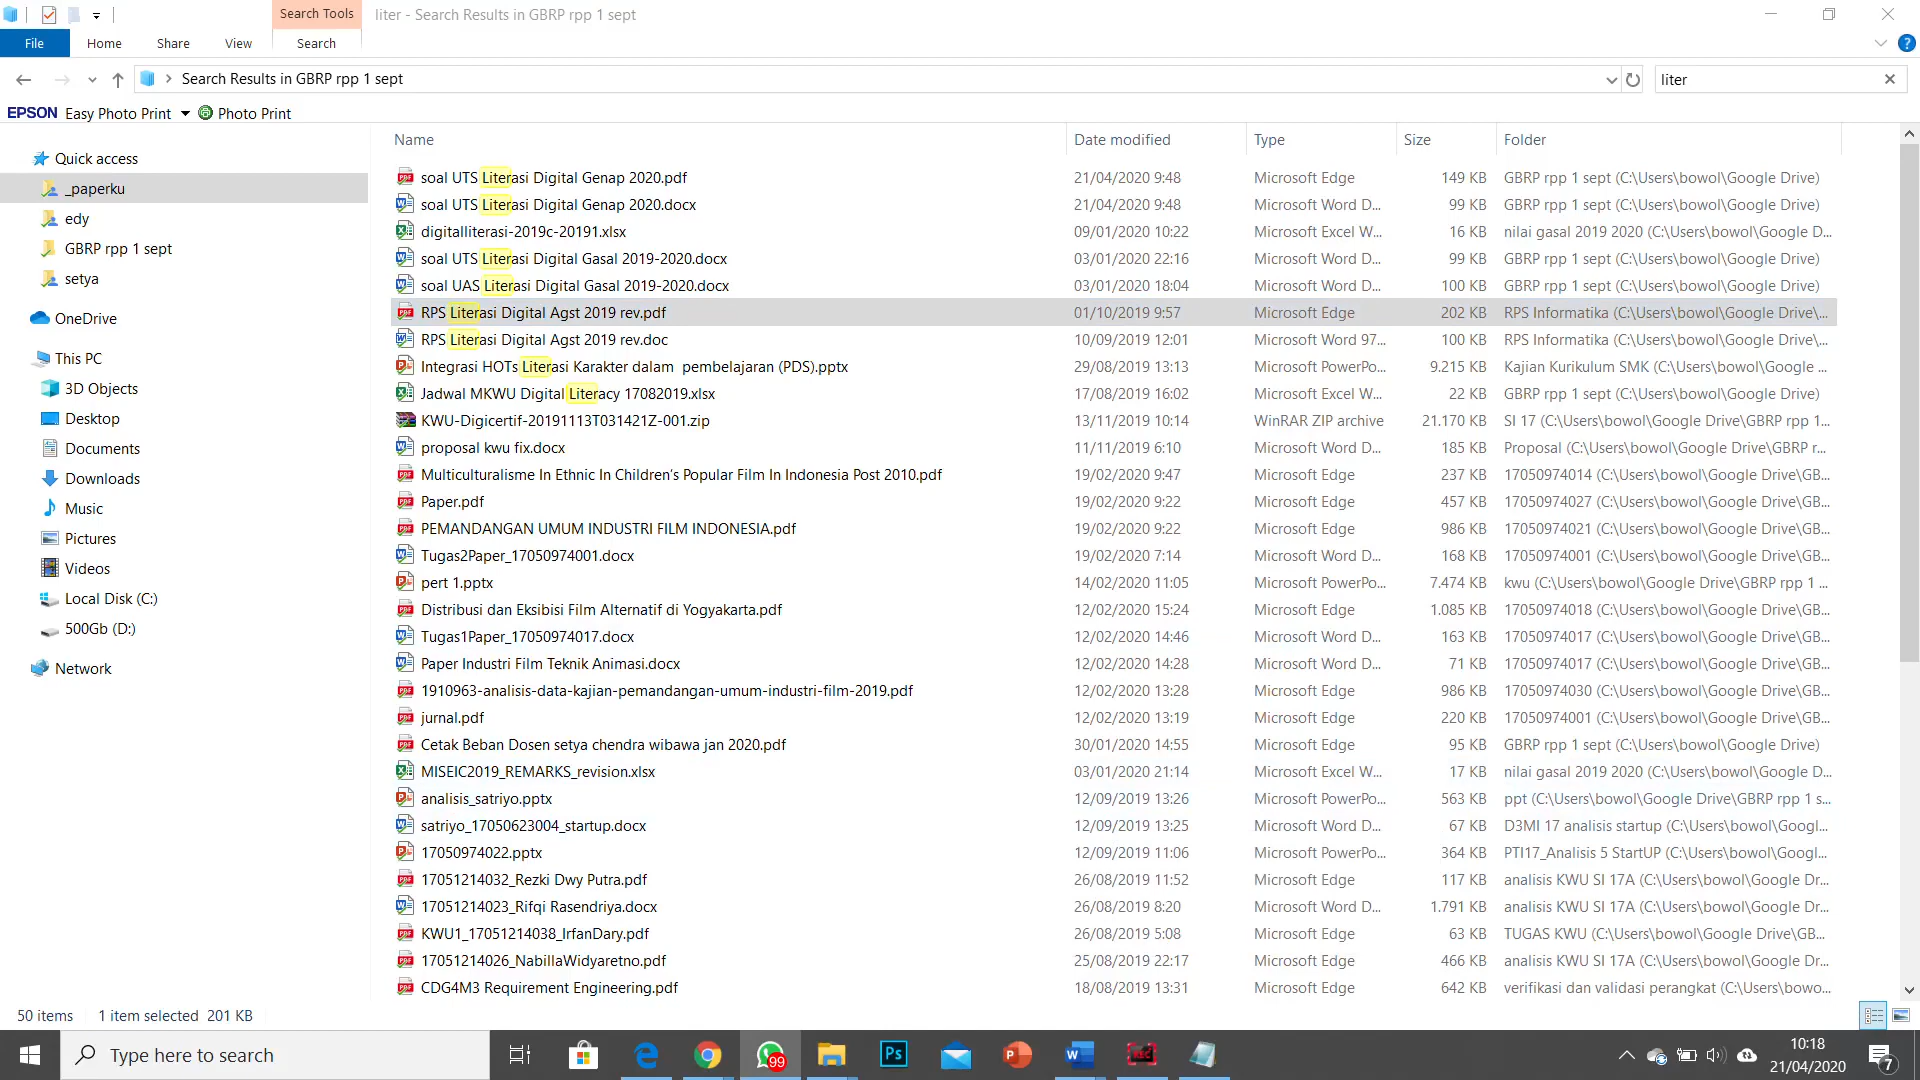 Search Tools liter - Search Results in GBRP rpp 1 sept
File Home Share View Search
Search Results in GBRP rpp 1 sept liter
EPSON Easy Photo Print Photo Print
Name Date modified Type Size Folder
Quick access
_paperku
edy
GBRP rpp 1 sept
setya
OneDrive
This PC
3D Objects
Desktop
Documents
Downloads
Music
Pictures
Videos
Local Disk (C:)
500Gb (D:)
Network
soal UTS Literasi Digital Genap 2020.pdf 21/04/2020 9:48 Microsoft Edge 149 KB GBRP rpp 1 sept (C:\Users\bowol\Google Drive)
soal UTS Literasi Digital Genap 2020.docx 21/04/2020 9:48 Microsoft Word D... 99 KB GBRP rpp 1 sept (C:\Users\bowol\Google Drive)
digitalliterasi-2019c-20191.xlsx 09/01/2020 10:22 Microsoft Excel W... 16 KB nilai gasal 2019 2020 (C:\Users\bowol\Google D...
soal UTS Literasi Digital Gasal 2019-2020.docx 03/01/2020 22:16 Microsoft Word D... 99 KB GBRP rpp 1 sept (C:\Users\bowol\Google Drive)
soal UAS Literasi Digital Gasal 2019-2020.docx 03/01/2020 18:04 Microsoft Word D... 100 KB GBRP rpp 1 sept (C:\Users\bowol\Google Drive)
RPS Literasi Digital Agst 2019 rev.pdf 01/10/2019 9:57 Microsoft Edge 202 KB RPS Informatika (C:\Users\bowol\Google Drive\...
RPS Literasi Digital Agst 2019 rev.doc 10/09/2019 12:01 Microsoft Word 97... 100 KB RPS Informatika (C:\Users\bowol\Google Drive\...
Integrasi HOTs Literasi Karakter dalam pembelajaran (PDS).pptx 29/08/2019 13:13 Microsoft PowerPo... 9.215 KB Kajian Kurikulum SMK (C:\Users\bowol\Google ...
Jadwal MKWU Digital Literacy 17082019.xlsx 17/08/2019 16:02 Microsoft Excel W... 22 KB GBRP rpp 1 sept (C:\Users\bowol\Google Drive)
KWU-Digicertif-20191113T031421Z-001.zip 13/11/2019 10:14 WinRAR ZIP archive 21.170 KB SI 17 (C:\Users\bowol\Google Drive\GBRP rpp 1...
proposal kwu fix.docx 11/11/2019 6:10 Microsoft Word D... 185 KB Proposal (C:\Users\bowol\Google Drive\GBRP r...
Multiculturalisme In Ethnic In Children's Popular Film In Indonesia Post 2010.pdf 19/02/2020 9:47 Microsoft Edge 237 KB 17050974014 (C:\Users\bowol\Google Drive\GB...
Paper.pdf 19/02/2020 9:22 Microsoft Edge 457 KB 17050974027 (C:\Users\bowol\Google Drive\GB...
PEMANDANGAN UMUM INDUSTRI FILM INDONESIA.pdf 19/02/2020 9:22 Microsoft Edge 986 KB 17050974021 (C:\Users\bowol\Google Drive\GB...
Tugas2Paper_17050974001.docx 19/02/2020 7:14 Microsoft Word D... 168 KB 17050974001 (C:\Users\bowol\Google Drive\GB...
pert 1.pptx 14/02/2020 11:05 Microsoft PowerPo... 7.474 KB kwu (C:\Users\bowol\Google Drive\GBRP rpp 1 ...
Distribusi dan Eksibisi Film Alternatif di Yogyakarta.pdf 12/02/2020 15:24 Microsoft Edge 1.085 KB 17050974018 (C:\Users\bowol\Google Drive\GB...
Tugas1Paper_17050974017.docx 12/02/2020 14:46 Microsoft Word D... 163 KB 17050974017 (C:\Users\bowol\Google Drive\GB...
Paper Industri Film Teknik Animasi.docx 12/02/2020 14:28 Microsoft Word D... 71 KB 17050974017 (C:\Users\bowol\Google Drive\GB...
1910963-analisis-data-kajian-pemandangan-umum-industri-film-2019.pdf 12/02/2020 13:28 Microsoft Edge 986 KB 17050974030 (C:\Users\bowol\Google Drive\GB...
jurnal.pdf 12/02/2020 13:19 Microsoft Edge 220 KB 17050974001 (C:\Users\bowol\Google Drive\GB...
Cetak Beban Dosen setya chendra wibawa jan 2020.pdf 30/01/2020 14:55 Microsoft Edge 95 KB GBRP rpp 1 sept (C:\Users\bowol\Google Drive)
MISEIC2019_REMARKS_revision.xlsx 03/01/2020 21:14 Microsoft Excel W... 17 KB nilai gasal 2019 2020 (C:\Users\bowol\Google D...
analisis_satriyo.pptx 12/09/2019 13:26 Microsoft PowerPo... 563 KB ppt (C:\Users\bowol\Google Drive\GBRP rpp 1 s...
satriyo_17050623004_startup.docx 12/09/2019 13:25 Microsoft Word D... 67 KB D3MI 17 analisis startup (C:\Users\bowol\Googl...
17050974022.pptx 12/09/2019 11:06 Microsoft PowerPo... 364 KB PTI17_Analisis 5 StartUP (C:\Users\bowol\Googl...
17051214032_Rezki Dwy Putra.pdf 26/08/2019 11:52 Microsoft Edge 117 KB analisis KWU SI 17A (C:\Users\bowol\Google Dr...
17051214023_Rifqi Rasendriya.docx 26/08/2019 8:20 Microsoft Word D... 1.791 KB analisis KWU SI 17A (C:\Users\bowol\Google Dr...
KWU1_17051214038_IrfanDary.pdf 26/08/2019 5:08 Microsoft Edge 63 KB TUGAS KWU (C:\Users\bowol\Google Drive\GB...
17051214026_NabillaWidyaretno.pdf 25/08/2019 22:17 Microsoft Edge 466 KB analisis KWU SI 17A (C:\Users\bowol\Google Dr...
CDG4M3 Requirement Engineering.pdf 18/08/2019 13:31 Microsoft Edge 642 KB verifikasi dan validasi perangkat (C:\Users\bowo...
50 items 1 item selected 201 KB
Type here to search 99 Ps 10:18
21/04/2020 7